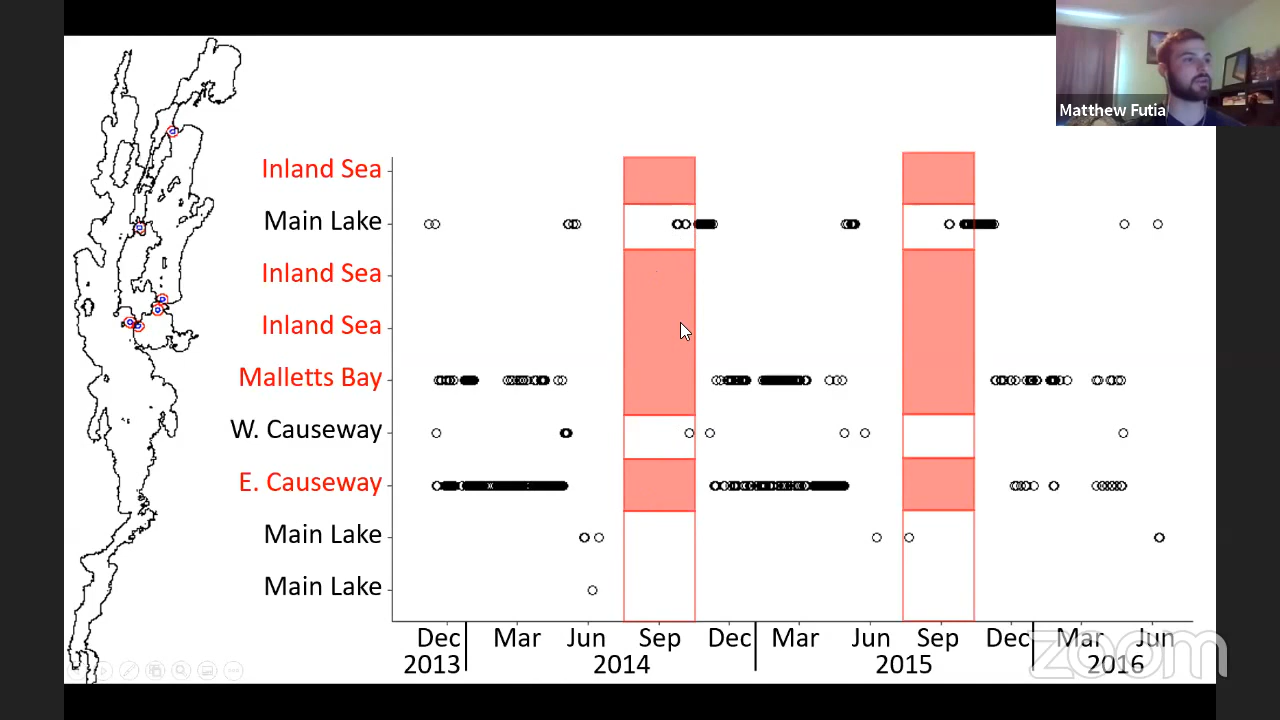 Matthew Futia
Inland Sea
Main Lake
Inland Sea
Inland Sea
Malletts Bay
W. Causeway
E. Causeway
Main Lake
Main Lake
Dec Mar Jun Sep Dec Mar Jun Sep Dec Mar Jun
2013 2014 2015 2016
zoom